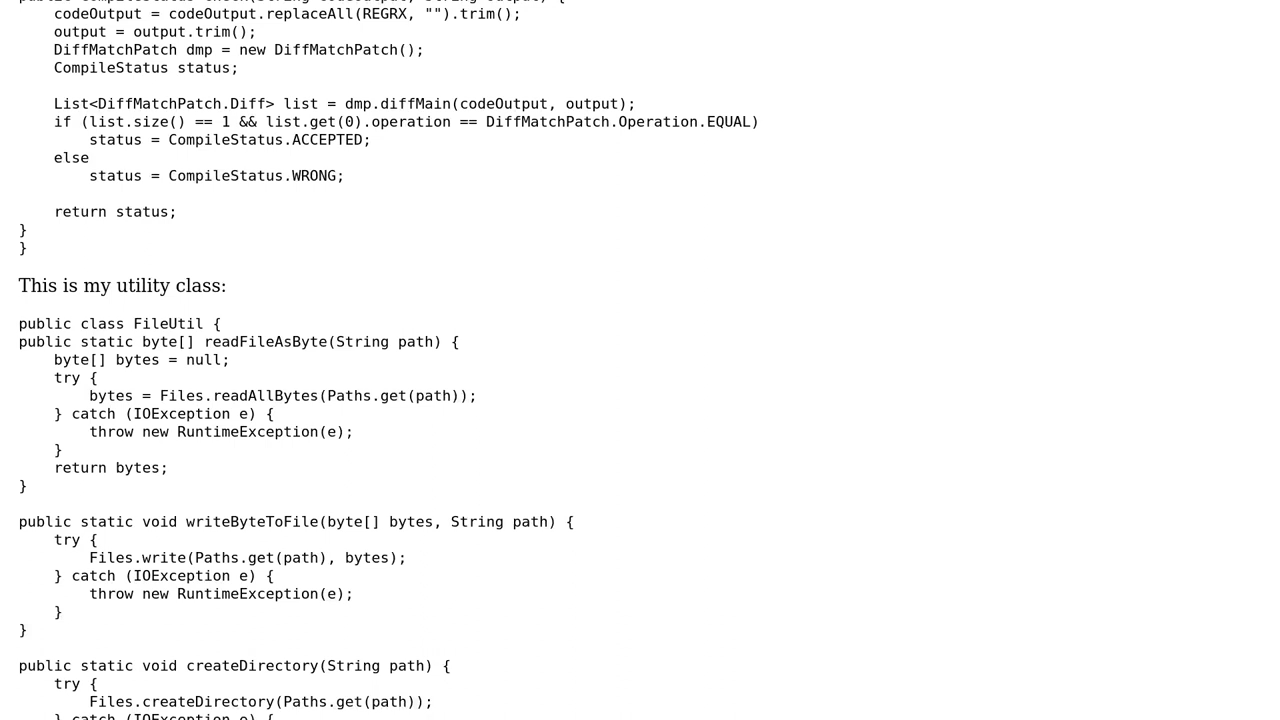 codeOutput = codeOutput.replaceAll(REGRX, "").trim();
    output = output.trim();
    DiffMatchPatch dmp = new DiffMatchPatch();
    CompileStatus status;

    List<DiffMatchPatch.Diff> list = dmp.diffMain(codeOutput, output);
    if (list.size() == 1 && list.get(0).operation == DiffMatchPatch.Operation.EQUAL)
        status = CompileStatus.ACCEPTED;
    else
        status = CompileStatus.WRONG;

    return status;
}
}
This is my utility class:
public class FileUtil {
public static byte[] readFileAsByte(String path) {
    byte[] bytes = null;
    try {
        bytes = Files.readAllBytes(Paths.get(path));
    } catch (IOException e) {
        throw new RuntimeException(e);
    }
    return bytes;
}

public static void writeByteToFile(byte[] bytes, String path) {
    try {
        Files.write(Paths.get(path), bytes);
    } catch (IOException e) {
        throw new RuntimeException(e);
    }
}

public static void createDirectory(String path) {
    try {
        Files.createDirectory(Paths.get(path));
    } catch (IOException e) {